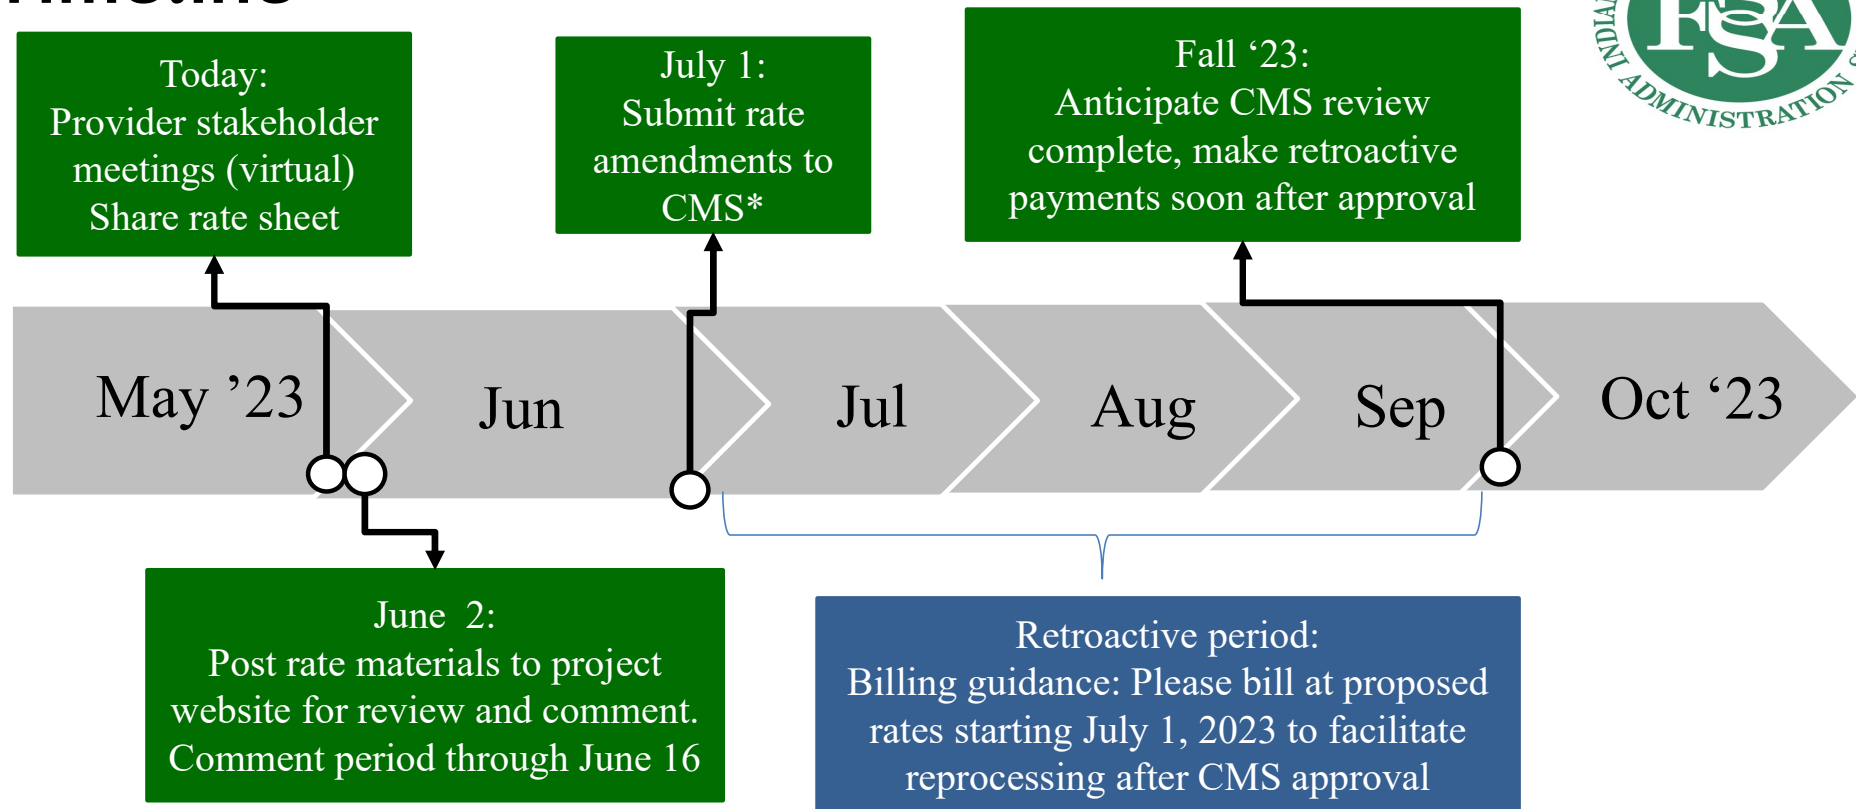 Timeline
Today:
Provider stakeholder
meetings (virtual)
Share rate sheet
July 1:
Submit rate
amendments to
CMS*
Fall ‘23:
Anticipate CMS review
complete, make retroactive
payments soon after approval
FSSA
ADMINISTRATION
May ’23
Jun
Jul
Aug
Sep
Oct ‘23
June 2:
Post rate materials to project
website for review and comment.
Comment period through June 16
Retroactive period:
Billing guidance: Please bill at proposed
rates starting July 1, 2023 to facilitate
reprocessing after CMS approval